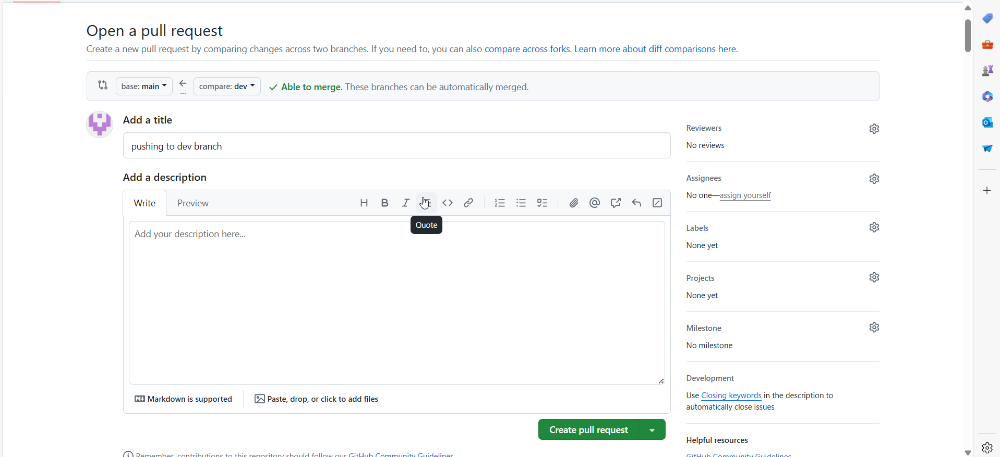 Open a pull request
Create a new pull request by comparing changes across two branches. If you need to, you can also compare across forks. Learn more about diff comparisons here.
base: main
compare: dev
Able to merge. These branches can be automatically merged.
Add a title
pushing to dev branch
Add a description
Write
Preview
Quote
Add your description here...
Markdown is supported
Paste, drop, or click to add files
Create pull request
Remember, contributions to this repository should follow our GitHub Community Guidelines
Reviewers
No reviews
Assignees
No one—assign yourself
Labels
None yet
Projects
None yet
Milestone
No milestone
Development
Use Closing keywords in the description to
automatically close issues
Helpful resources
GitHub Community Guidelines